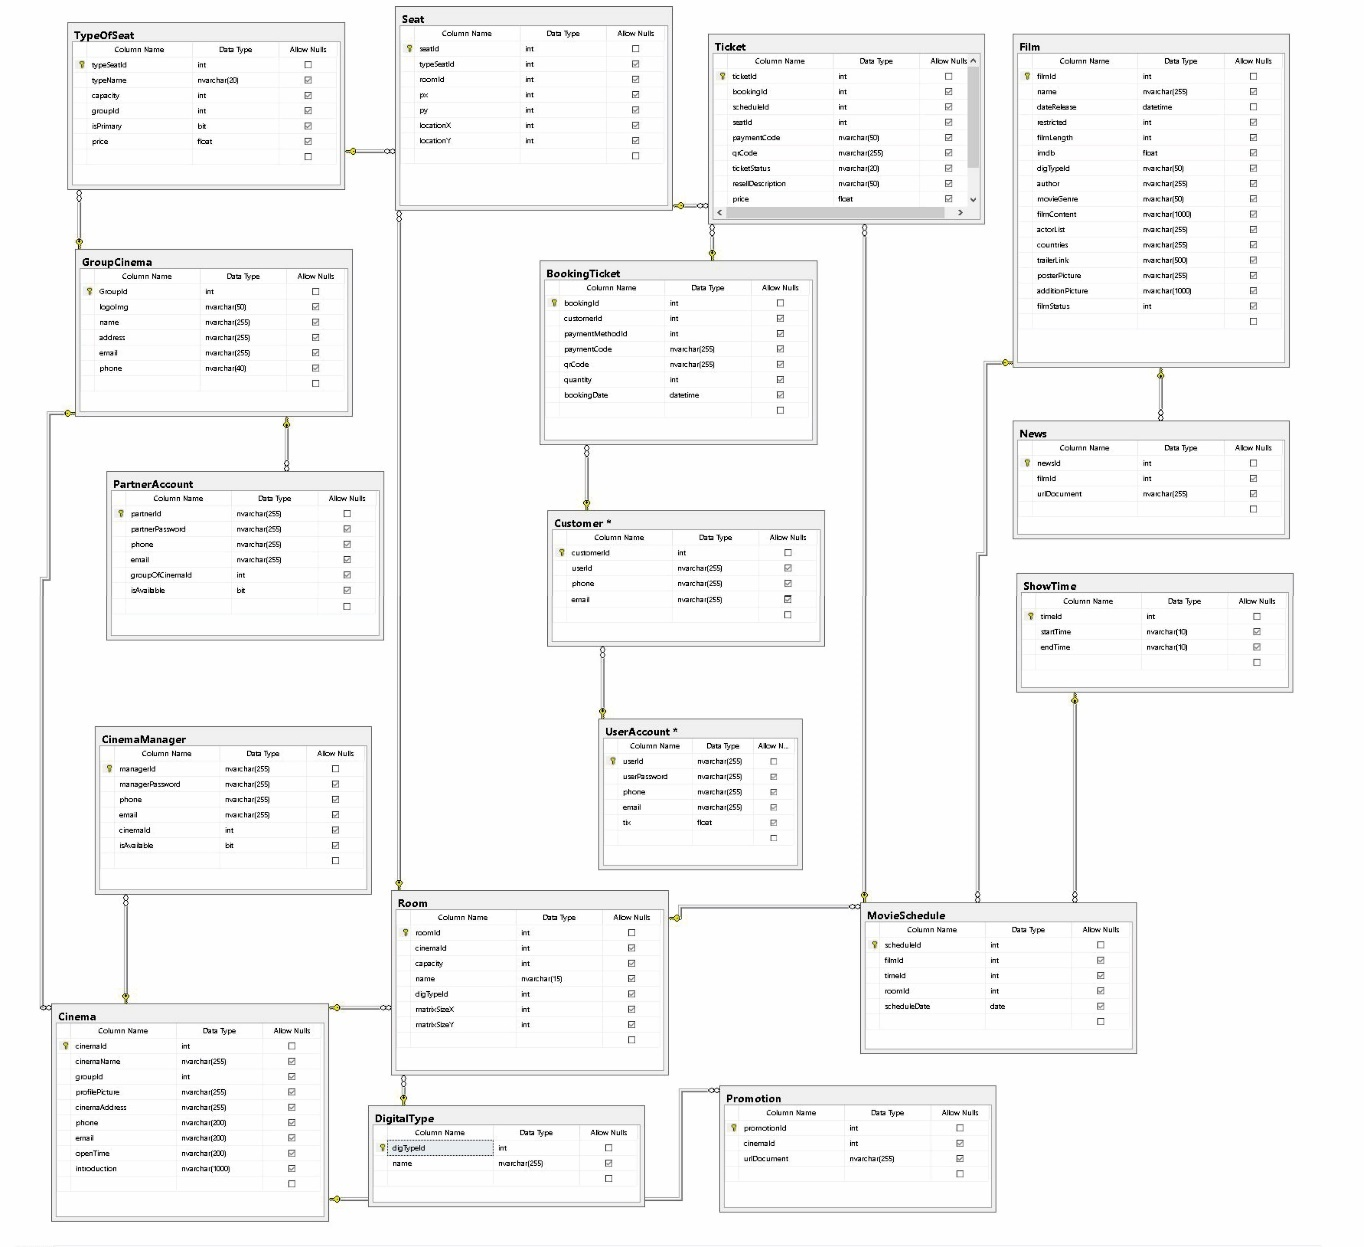 TypeOfSeat
Column Name Data Type Allow Nulls
typeSeatId int
typeName nvarchar(20)
capacity int
groupId int
isPrimary bit
price float
Seat
Column Name Data Type Allow Nulls
seatId int
typeSeatId int
roomId int
px int
py int
locationX int
locationY int
Ticket
Column Name Data Type Allow Nulls
ticketId int
bookingId int
scheduleId int
seatId int
paymentCode nvarchar(50)
qrCode nvarchar(255)
ticketStatus nvarchar(20)
resellDescription nvarchar(50)
price float
Film
Column Name Data Type Allow Nulls
filmId int
name nvarchar(255)
dateRelease datetime
restricted int
filmLength int
imdb float
digTypeId nvarchar(50)
author nvarchar(255)
movieGenre nvarchar(50)
filmContent nvarchar(1000)
actorList nvarchar(255)
countries nvarchar(255)
trailerLink nvarchar(500)
posterPicture nvarchar(255)
additionPicture nvarchar(1000)
filmStatus int
GroupCinema
Column Name Data Type Allow Nulls
GroupId int
logoImg nvarchar(50)
name nvarchar(255)
address nvarchar(255)
email nvarchar(255)
phone nvarchar(40)
BookingTicket
Column Name Data Type Allow Nulls
bookingId int
customerId int
paymentMethodId int
paymentCode nvarchar(255)
qrCode nvarchar(255)
quantity int
bookingDate datetime
News
Column Name Data Type Allow Nulls
newsId int
filmId int
urlDocument nvarchar(255)
PartnerAccount
Column Name Data Type Allow Nulls
partnerId nvarchar(255)
partnerPassword nvarchar(255)
phone nvarchar(255)
email nvarchar(255)
groupOfCinemaId int
isAvailable bit
Customer *
Column Name Data Type Allow Nulls
customerId int
userId nvarchar(255)
phone nvarchar(255)
email nvarchar(255)
ShowTime
Column Name Data Type Allow Nulls
timeId int
startTime nvarchar(10)
endTime nvarchar(10)
CinemaManager
Column Name Data Type Allow Nulls
managerId nvarchar(255)
managerPassword nvarchar(255)
phone nvarchar(255)
email nvarchar(255)
cinemaId int
isAvailable bit
UserAccount *
Column Name Data Type Allow N...
userId nvarchar(255)
userPassword nvarchar(255)
phone nvarchar(255)
email nvarchar(255)
tix float
Room
Column Name Data Type Allow Nulls
roomId int
cinemaId int
capacity int
name nvarchar(15)
digTypeId int
matrixSizeX int
matrixSizeY int
MovieSchedule
Column Name Data Type Allow Nulls
scheduleId int
filmId int
timeId int
roomId int
scheduleDate date
Cinema
Column Name Data Type Allow Nulls
cinemaId int
cinemaName nvarchar(255)
groupId int
profilePicture nvarchar(255)
cinemaAddress nvarchar(255)
phone nvarchar(200)
email nvarchar(200)
openTime nvarchar(200)
introduction nvarchar(1000)
DigitalType
Column Name Data Type Allow Nulls
digTypeId int
name nvarchar(255)
Promotion
Column Name Data Type Allow Nulls
promotionId int
cinemaId int
urlDocument nvarchar(255)